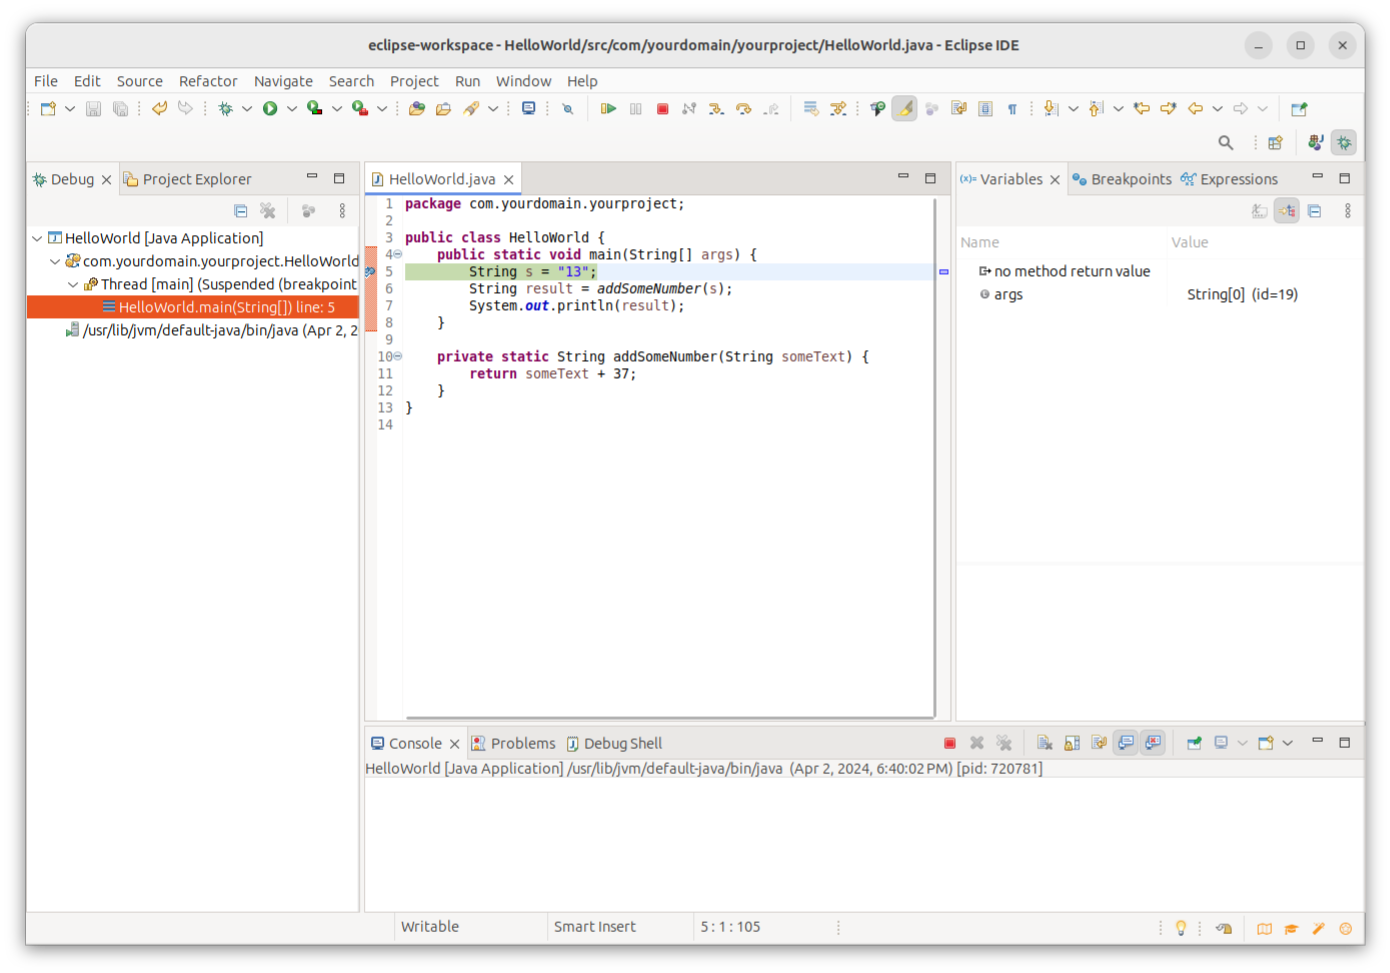 eclipse-workspace - HelloWorld/src/com/yourdomain/yourproject/HelloWorld.java - Eclipse IDE
File Edit Source Refactor Navigate Search Project Run Window Help
Debug Project Explorer
HelloWorld [Java Application]
com.yourdomain.yourproject.HelloWorld
Thread [main] (Suspended (breakpoint
HelloWorld.main(String[]) line: 5
/usr/lib/jvm/default-java/bin/java (Apr 2, 2
HelloWorld.java
1 package com.yourdomain.yourproject;
2
3 public class HelloWorld {
4     public static void main(String[] args) {
5         String s = "13";
6         String result = addSomeNumber(s);
7         System.out.println(result);
8     }
9
10     private static String addSomeNumber(String someText) {
11         return someText + 37;
12     }
13 }
14
(x)= Variables Breakpoints Expressions
Name Value
no method return value
args String[0] (id=19)
Console Problems Debug Shell
HelloWorld [Java Application] /usr/lib/jvm/default-java/bin/java (Apr 2, 2024, 6:40:02 PM) [pid: 720781]
Writable Smart Insert 5 : 1 : 105